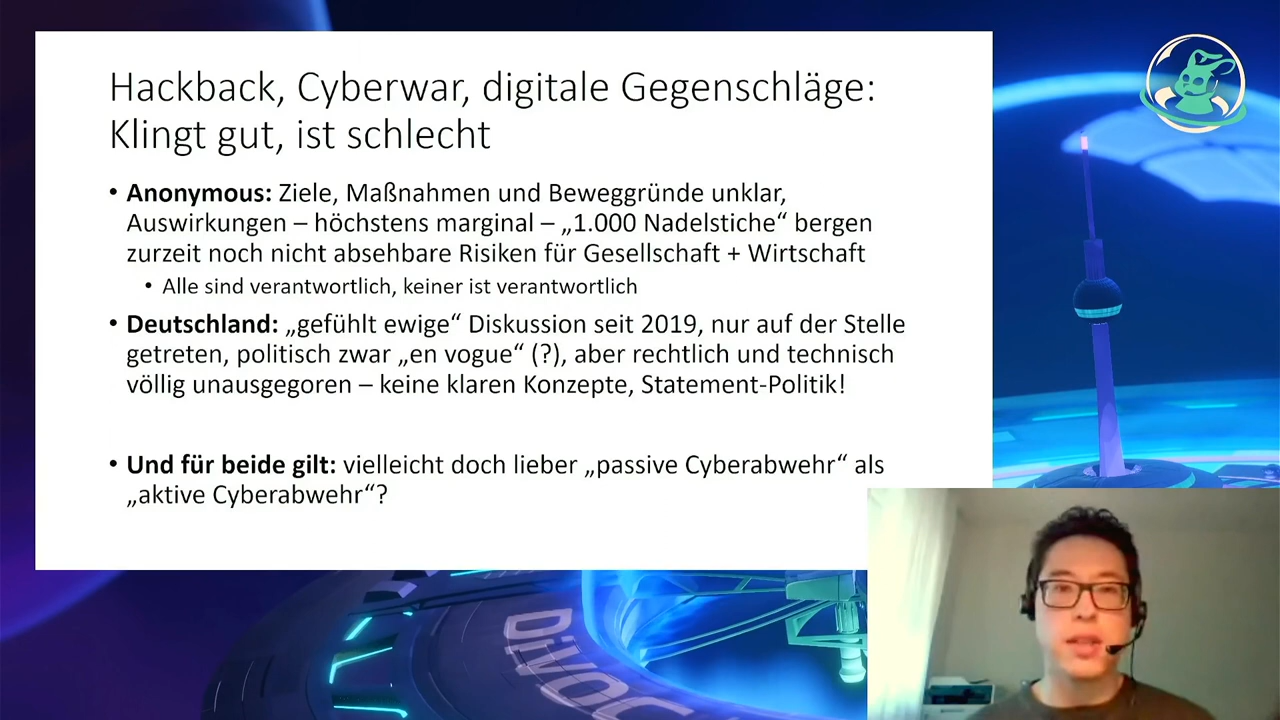 Hackback, Cyberwar, digitale Gegenschläge:
Klingt gut, ist schlecht
• Anonymous: Ziele, Maßnahmen und Beweggründe unklar,
Auswirkungen – höchstens marginal – „1.000 Nadelstiche“ bergen
zurzeit noch nicht absehbare Risiken für Gesellschaft + Wirtschaft
• Alle sind verantwortlich, keiner ist verantwortlich
• Deutschland: „gefühlt ewige“ Diskussion seit 2019, nur auf der Stelle
getreten, politisch zwar „en vogue“ (?), aber rechtlich und technisch
völlig unausgegoren – keine klaren Konzepte, Statement-Politik!
• Und für beide gilt: vielleicht doch lieber „passive Cyberabwehr“ als
„aktive Cyberabwehr“?
Divoc